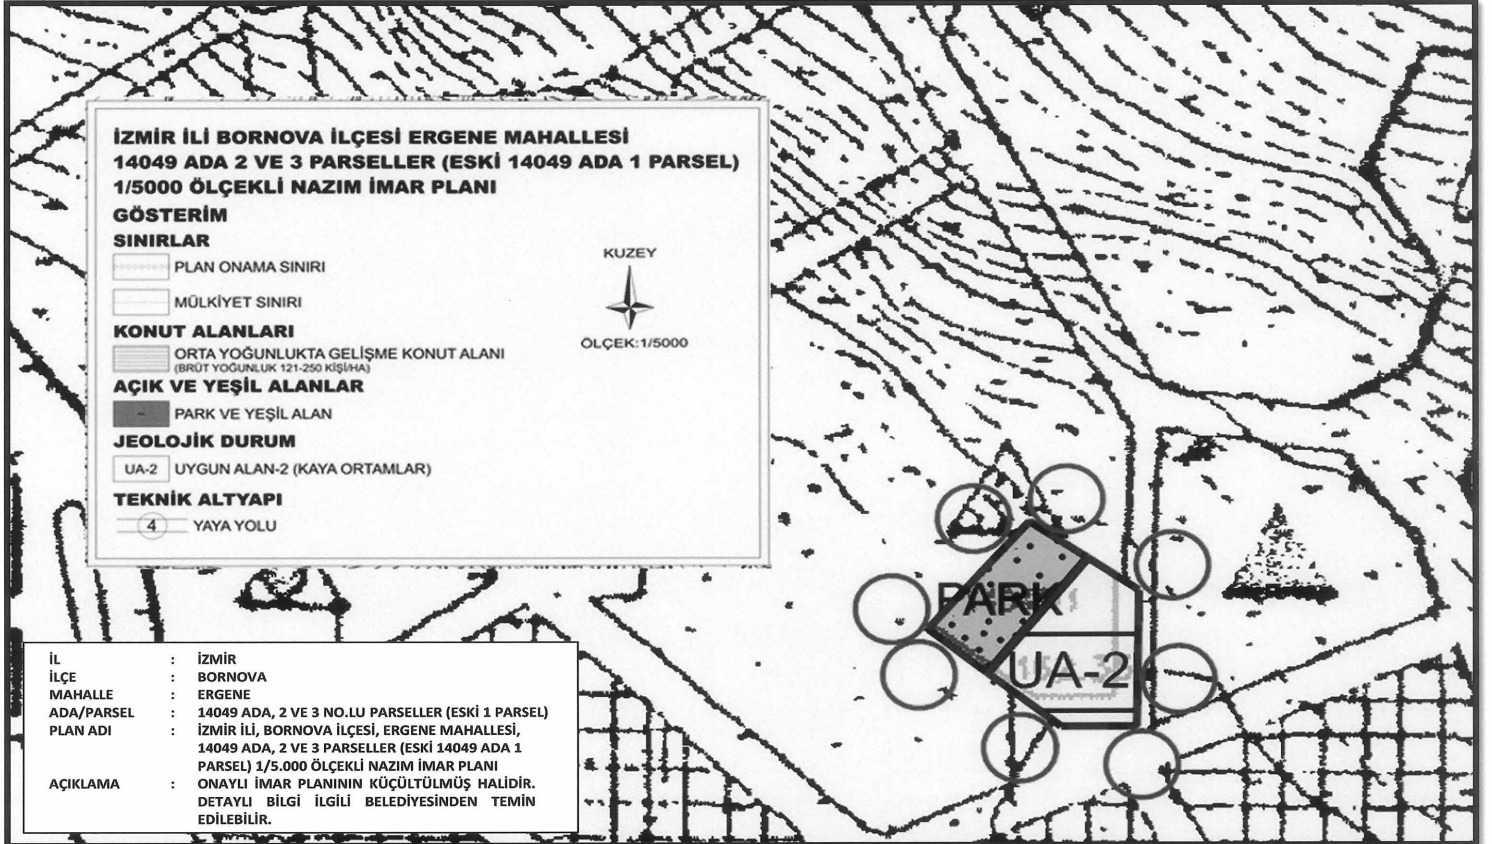 İZMİR İLİ BORNOVA İLÇESİ ERGENE MAHALLESİ
14049 ADA 2 VE 3 PARSELLER (ESKİ 14049 ADA 1 PARSEL)
1/5000 ÖLÇEKLİ NAZIM İMAR PLANI
GÖSTERİM
SINIRLAR
PLAN ONAMA SINIRI
MÜLKİYET SINIRI
KONUT ALANLARI
ORTA YOĞUNLUKTA GELİŞME KONUT ALANI
(BRÜT YOĞUNLUK 121-250 KİŞİ/HA)
AÇIK VE YEŞİL ALANLAR
PARK VE YEŞİL ALAN
JEOLOJİK DURUM
UA-2 UYGUN ALAN-2 (KAYA ORTAMLAR)
TEKNİK ALTYAPI
4 YAYA YOLU
KUZEY
ÖLÇEK:1/5000
PARK
UA-2
İL : İZMİR
İLÇE : BORNOVA
MAHALLE : ERGENE
ADA/PARSEL : 14049 ADA, 2 VE 3 NO.LU PARSELLER (ESKİ 1 PARSEL)
PLAN ADI : İZMİR İLİ, BORNOVA İLÇESİ, ERGENE MAHALLESİ,
14049 ADA, 2 VE 3 PARSELLER (ESKİ 14049 ADA 1
PARSEL) 1/5.000 ÖLÇEKLİ NAZIM İMAR PLANI
AÇIKLAMA : ONAYLI İMAR PLANININ KÜÇÜLTÜLMÜŞ HALİDİR.
DETAYLI BİLGİ İLGİLİ BELEDİYESİNDEN TEMİN
EDİLEBİLİR.